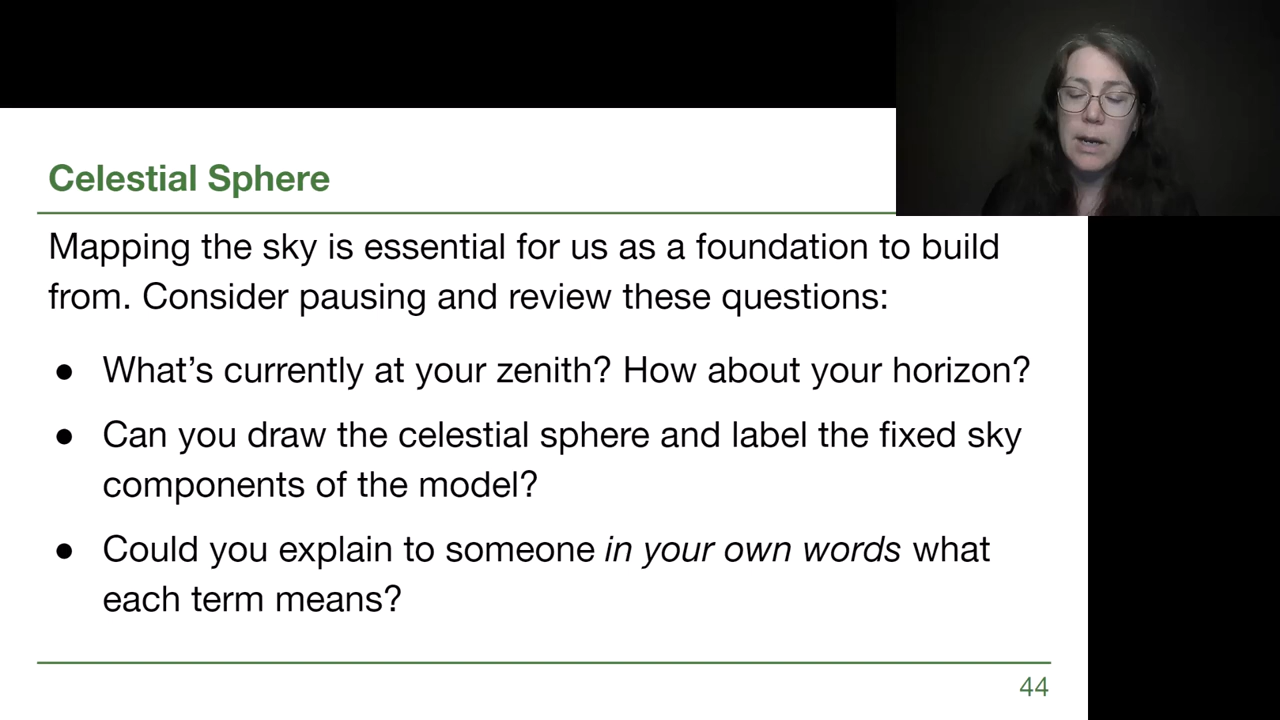 Celestial Sphere
Mapping the sky is essential for us as a foundation to build
from. Consider pausing and review these questions:
● What’s currently at your zenith? How about your horizon?
● Can you draw the celestial sphere and label the fixed sky
components of the model?
● Could you explain to someone in your own words what
each term means?
44